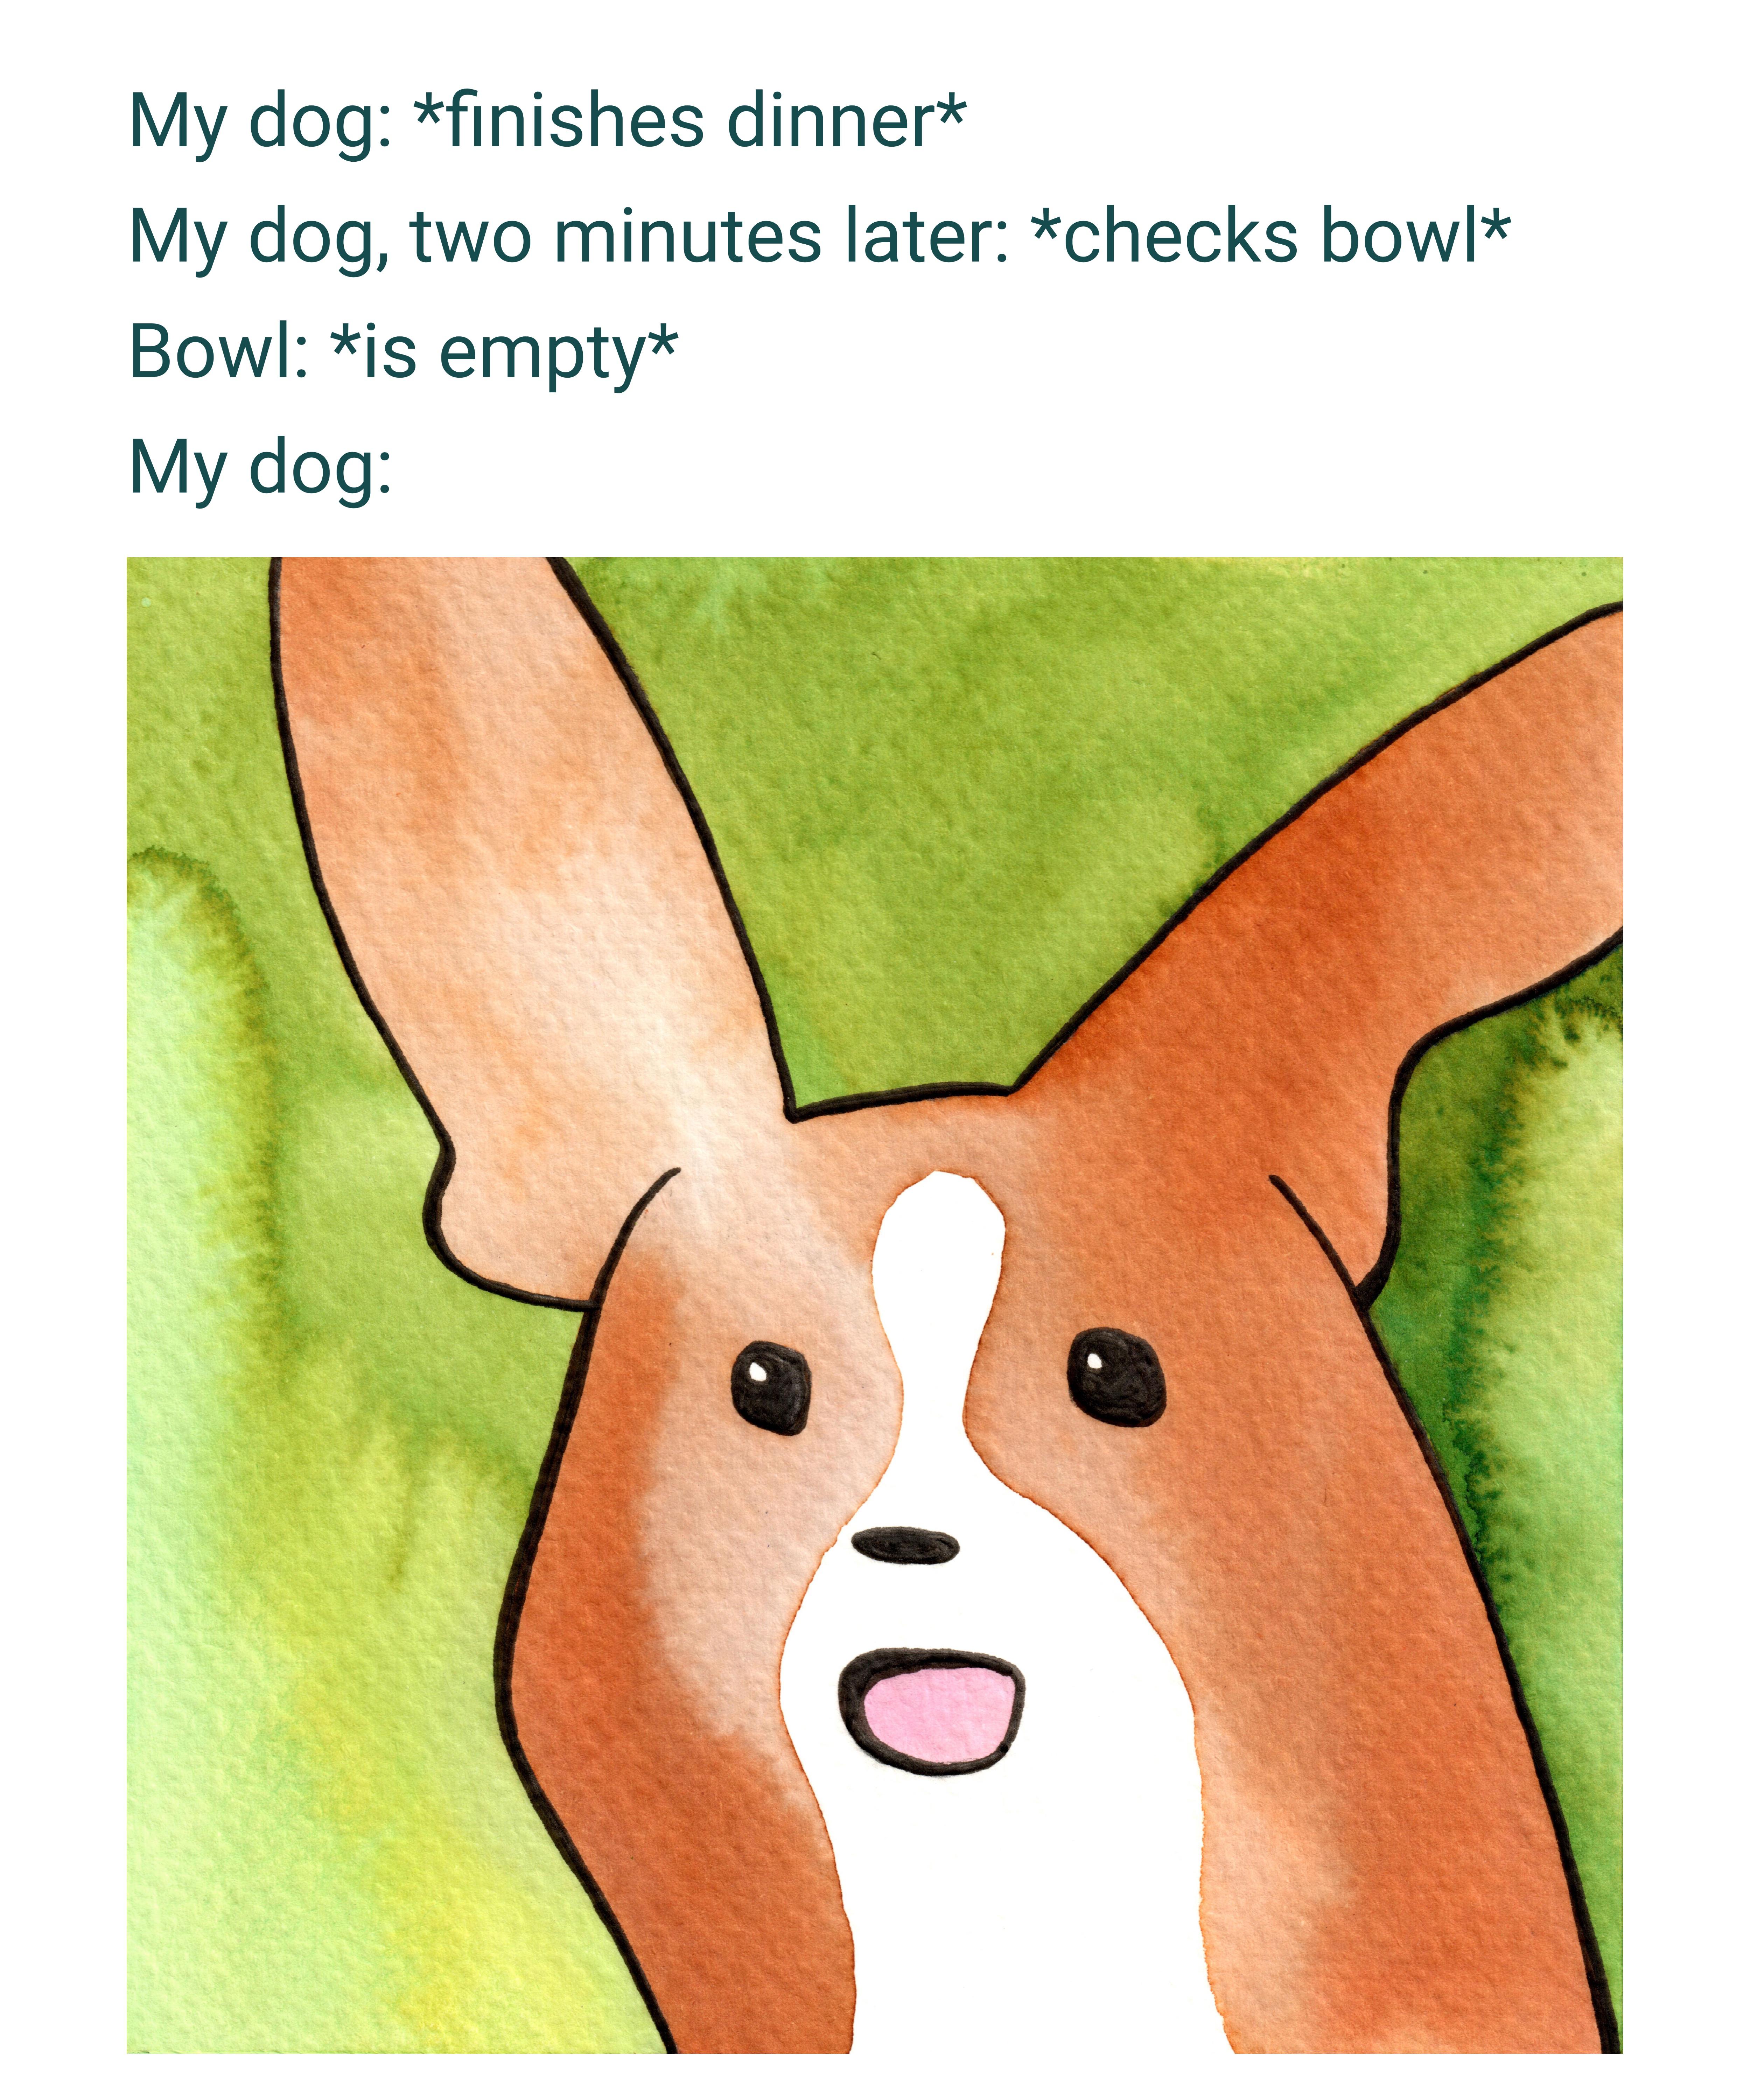 My dog: *finishes dinner*
My dog, two minutes later: *checks bowl*
Bowl: *is empty*
My dog: